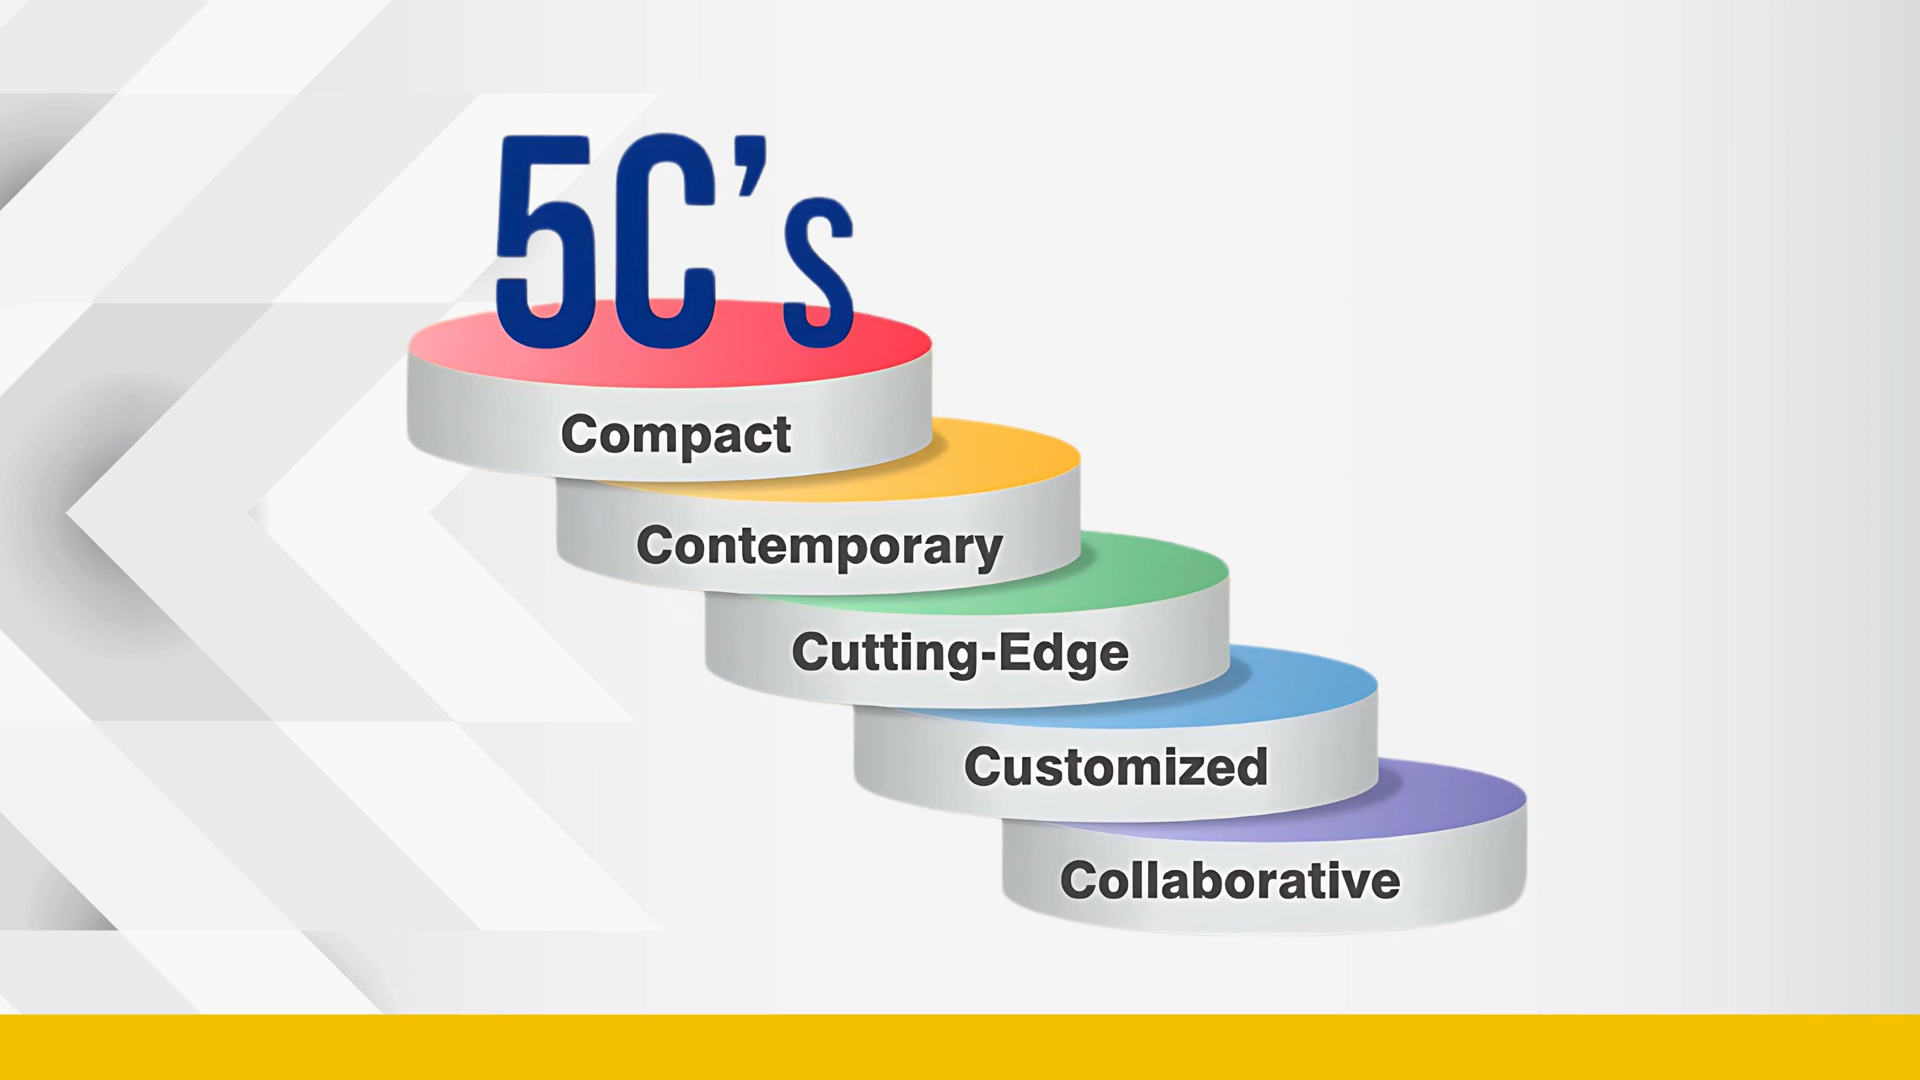 5C's
Compact
Contemporary
Cutting-Edge
Customized
Collaborative